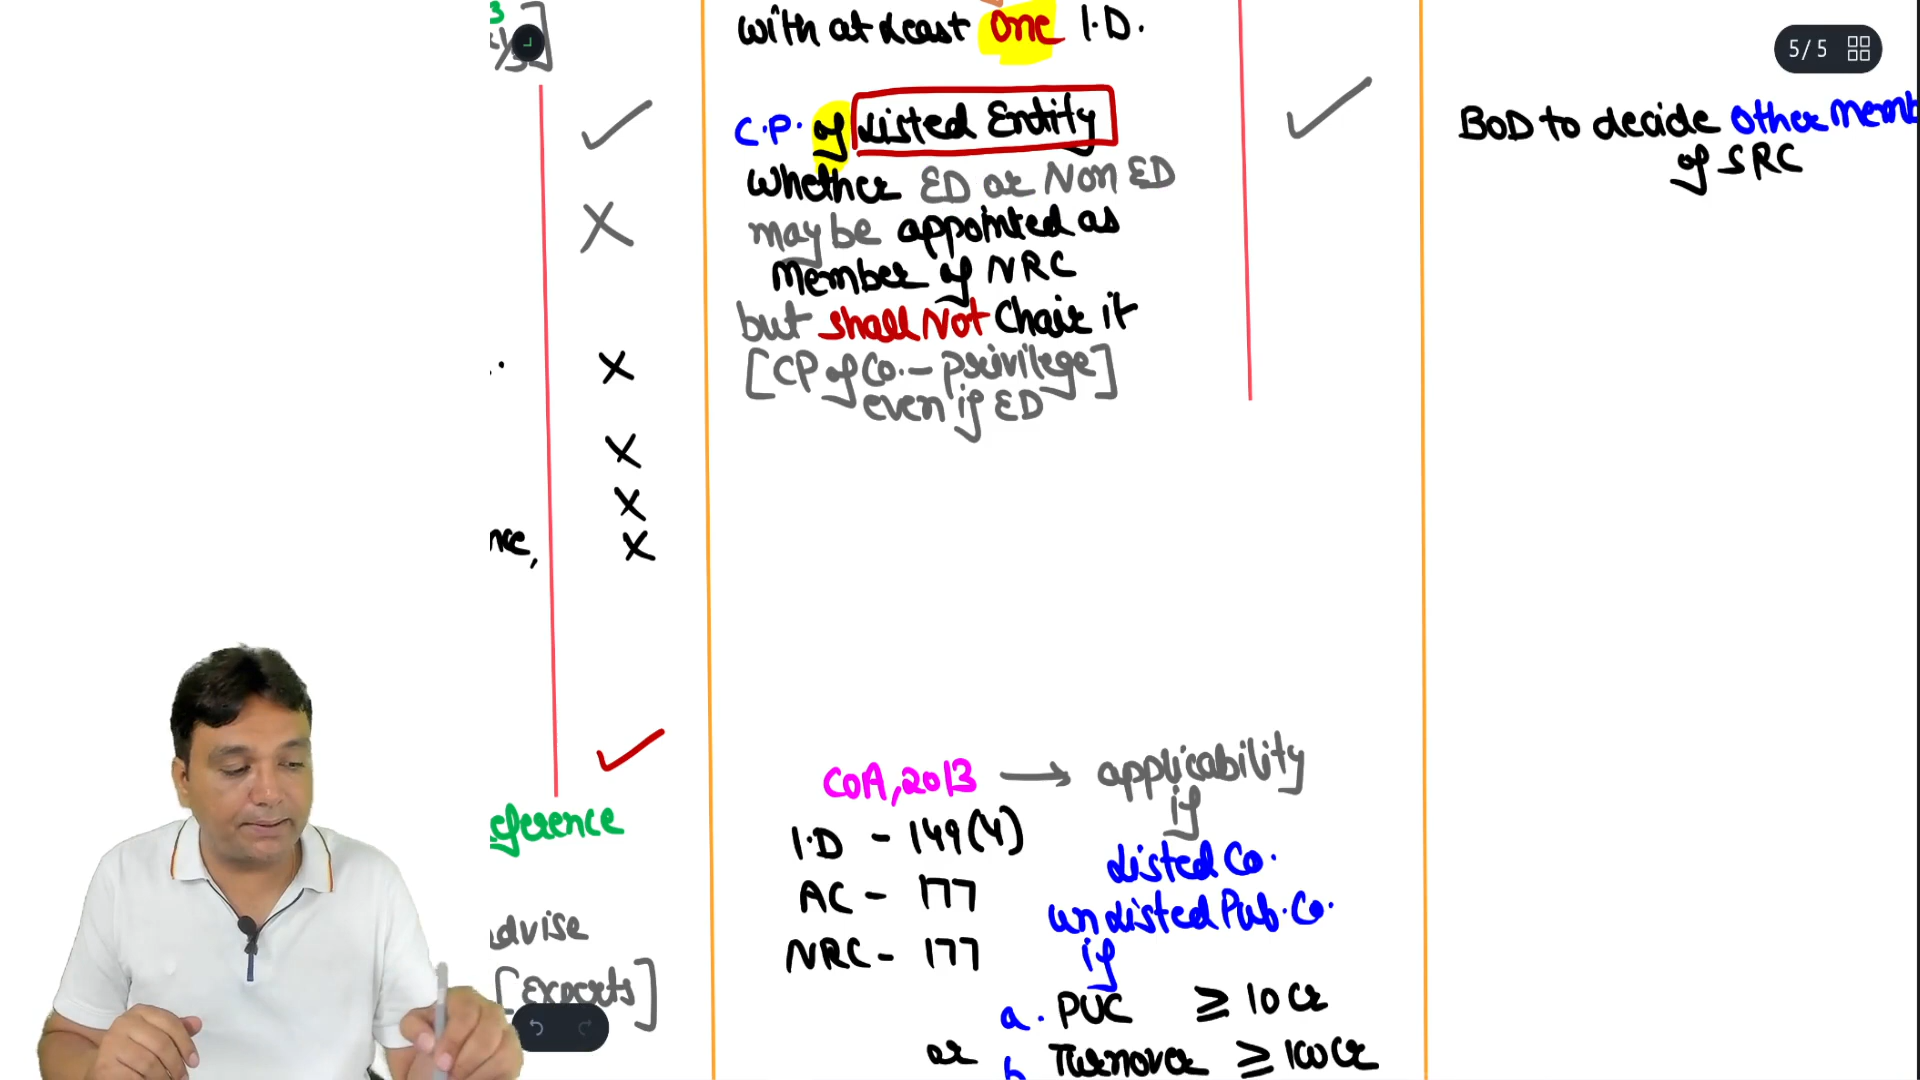 with at least one I.D.
5/5
C.P. of Listed Entity
whether ED or Non ED
may be appointed as
Member of NRC
but shall Not Chair it
[CP of Co. - privilege]
even if ED
BOD to decide other Memb
of SRC
nce,
COA, 2013 → applicability
if
I.D - 149(4)
AC - 177
NRC - 177
Listed Co.
unlisted Pub. Co.
if
a. PUC ≥ 10 Cr
or b Turnover ≥ 100 Cr
eference
advise
[Experts]